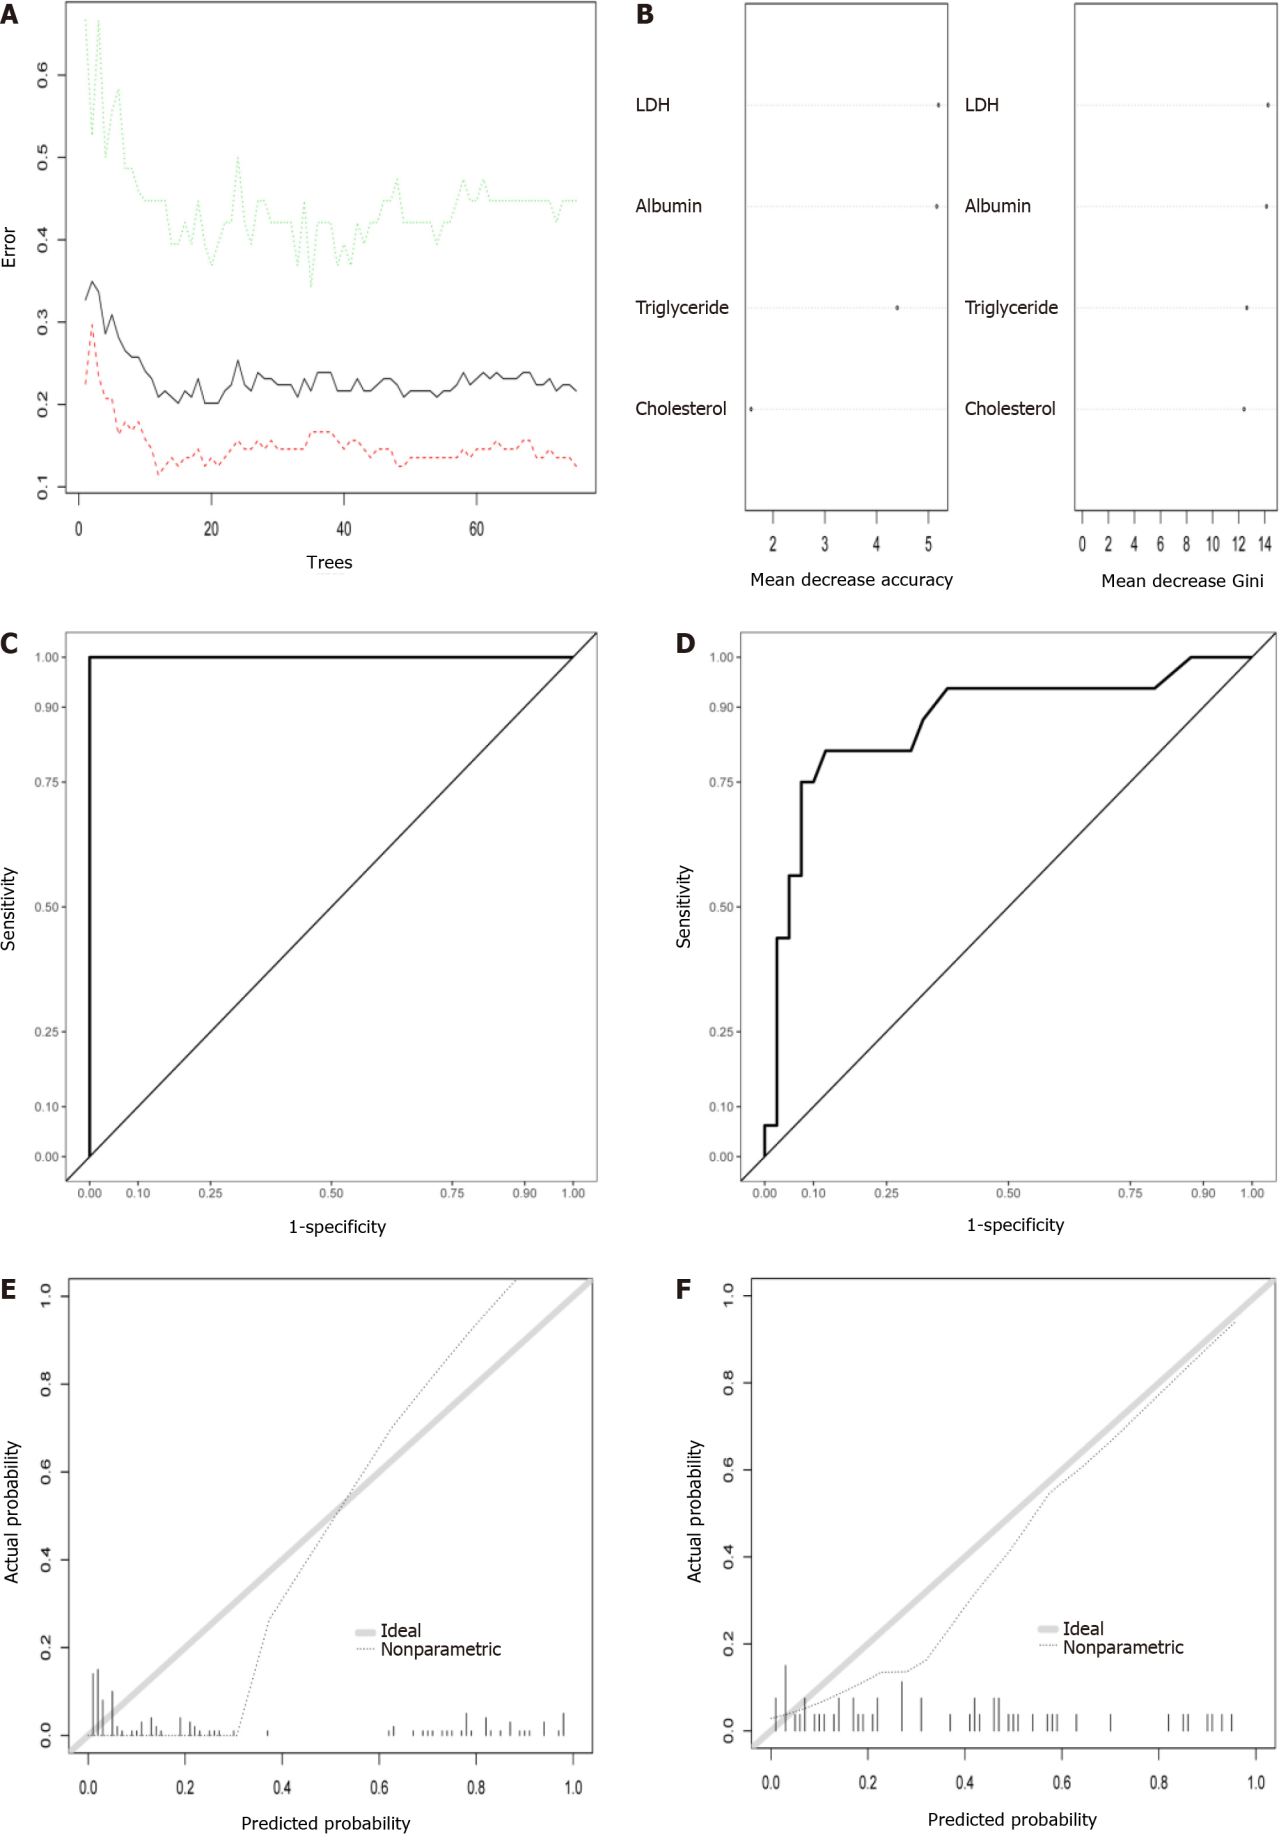 A
Error
0.6
0.5
0.4
0.3
0.2
0.1
0 20 40 60
Trees
B
LDH
Albumin
Triglyceride
Cholesterol
2 3 4 5
Mean decrease accuracy
LDH
Albumin
Triglyceride
Cholesterol
0 2 4 6 8 10 12 14
Mean decrease Gini
C
Sensitivity
1.00
0.90
0.75
0.50
0.25
0.10
0.00
0.00 0.10 0.25 0.50 0.75 0.90 1.00
1-specificity
D
Sensitivity
1.00
0.90
0.75
0.50
0.25
0.10
0.00
0.00 0.10 0.25 0.50 0.75 0.90 1.00
1-specificity
E
Actual probability
1.0
0.8
0.6
0.4
0.2
0.0
Ideal
Nonparametric
0.0 0.2 0.4 0.6 0.8 1.0
Predicted probability
F
Actual probability
1.0
0.8
0.6
0.4
0.2
0.0
Ideal
Nonparametric
0.0 0.2 0.4 0.6 0.8 1.0
Predicted probability